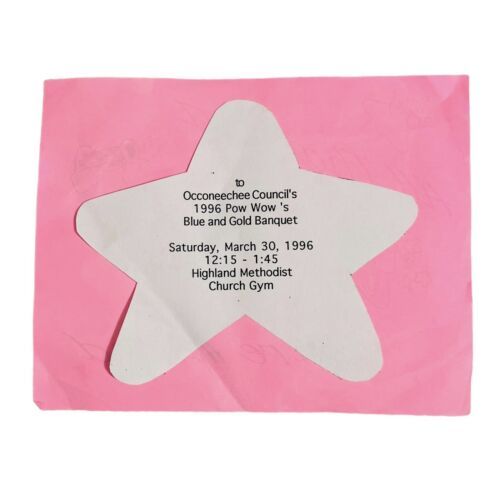 to
Occoneechee Council's
1996 Pow Wow 's
Blue and Gold Banquet
Saturday, March 30, 1996
12:15 - 1:45
Highland Methodist
Church Gym